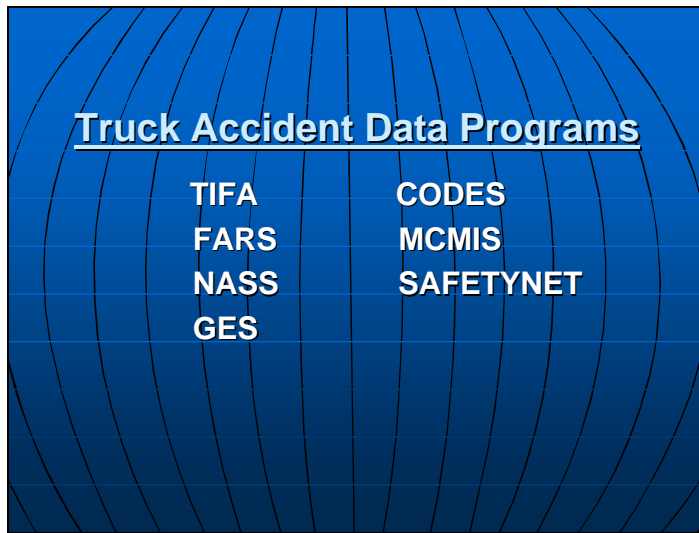 Truck Accident Data Programs
TIFA
FARS
NASS
GES
CODES
MCMIS
SAFETYNET